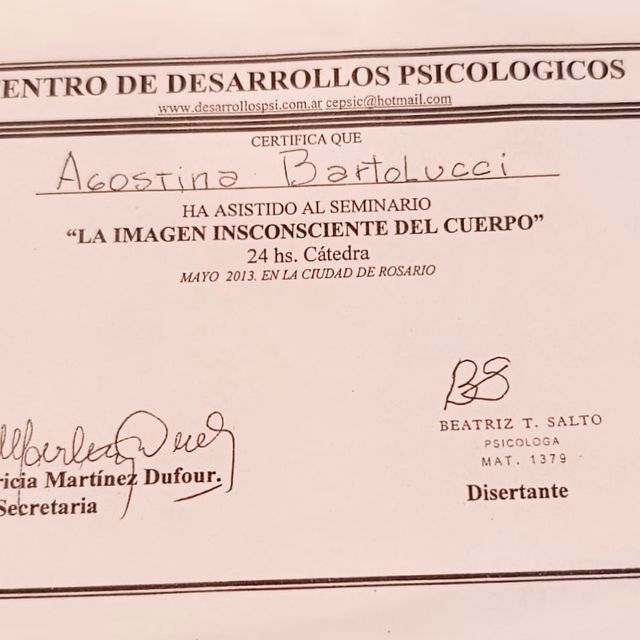 ENTRO DE DESARROLLOS PSICOLOGICOS
www.desarrollospsi.com.ar cepsic@hotmail.com
CERTIFICA QUE
Agostina Bartolucci
HA ASISTIDO AL SEMINARIO
“LA IMAGEN INSCONSCIENTE DEL CUERPO”
24 hs. Cátedra
MAYO 2013. EN LA CIUDAD DE ROSARIO
BS
BEATRIZ T. SALTO
PSICOLOGA
MAT. 1379
Disertante
ricia Martínez Dufour.
Secretaria